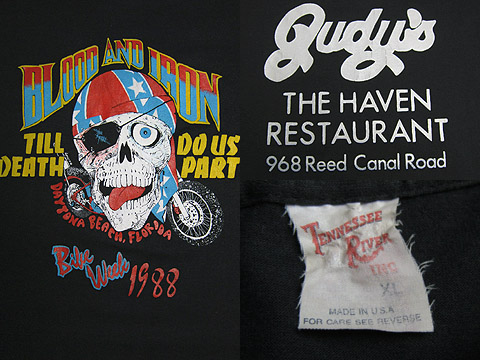 BLOOD AND IRON
TILL DEATH DO US PART
DAYTONA BEACH, FLORIDA
Bike Week 1988
Judy's
THE HAVEN
RESTAURANT
968 Reed Canal Road
TENNESSEE
RIVER
XL
MADE IN U.S.A
FOR CARE SEE REVERSE